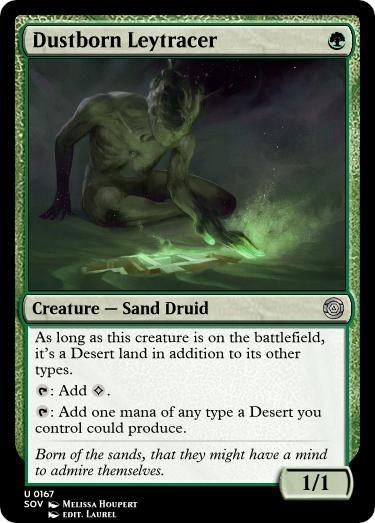 Dustborn Leytracer
Creature — Sand Druid
As long as this creature is on the battlefield,
it's a Desert land in addition to its other
types.
: Add .
: Add one mana of any type a Desert you
control could produce.
Born of the sands, that they might have a mind
to admire themselves.
1/1
U 0167
SOV Melissa Houpert
edit. Laurel